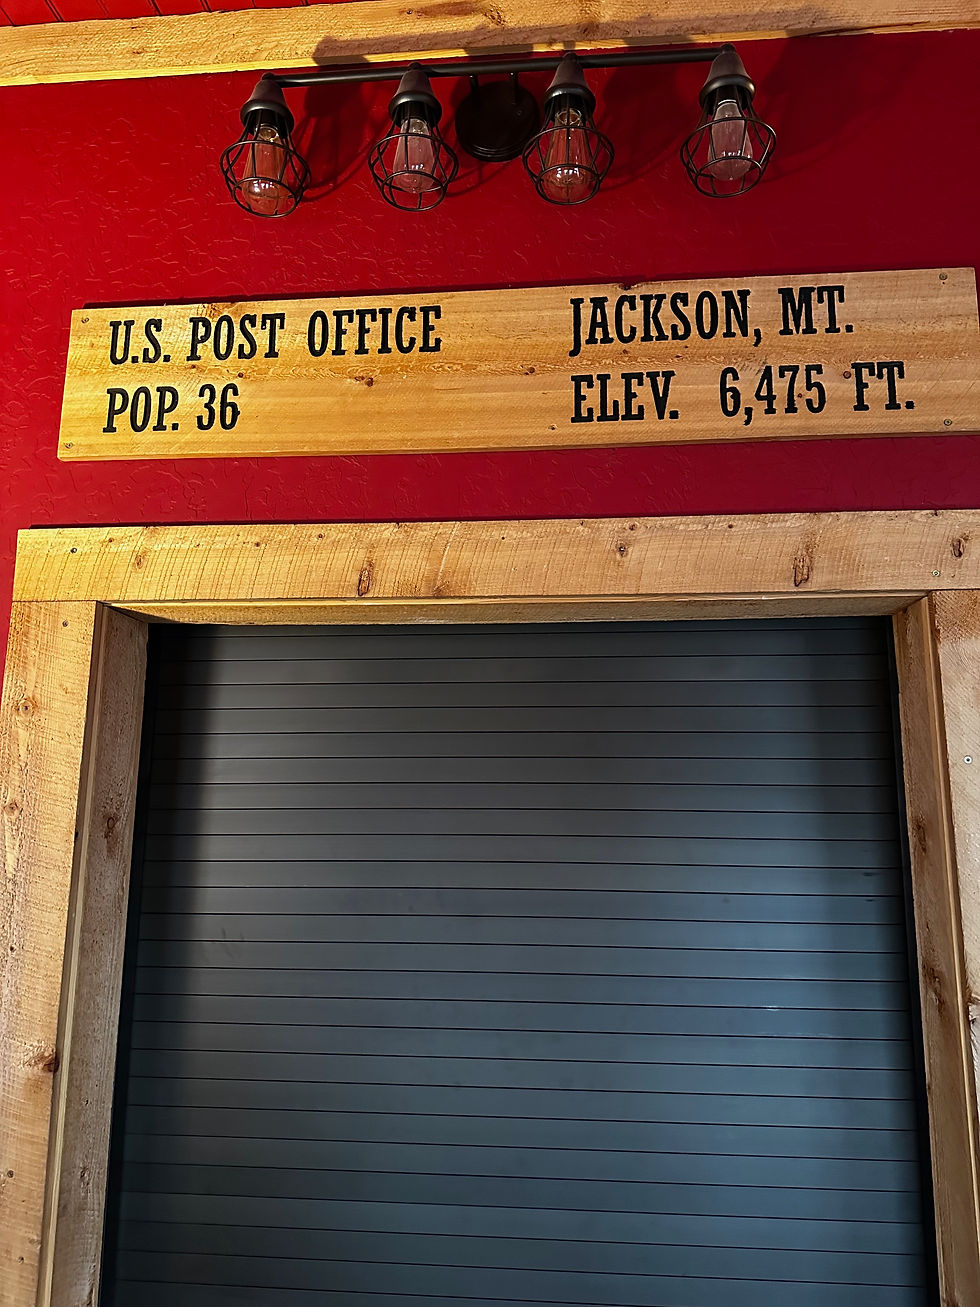 U.S. POST OFFICE JACKSON, MT.
POP. 36 ELEV. 6,475 FT.